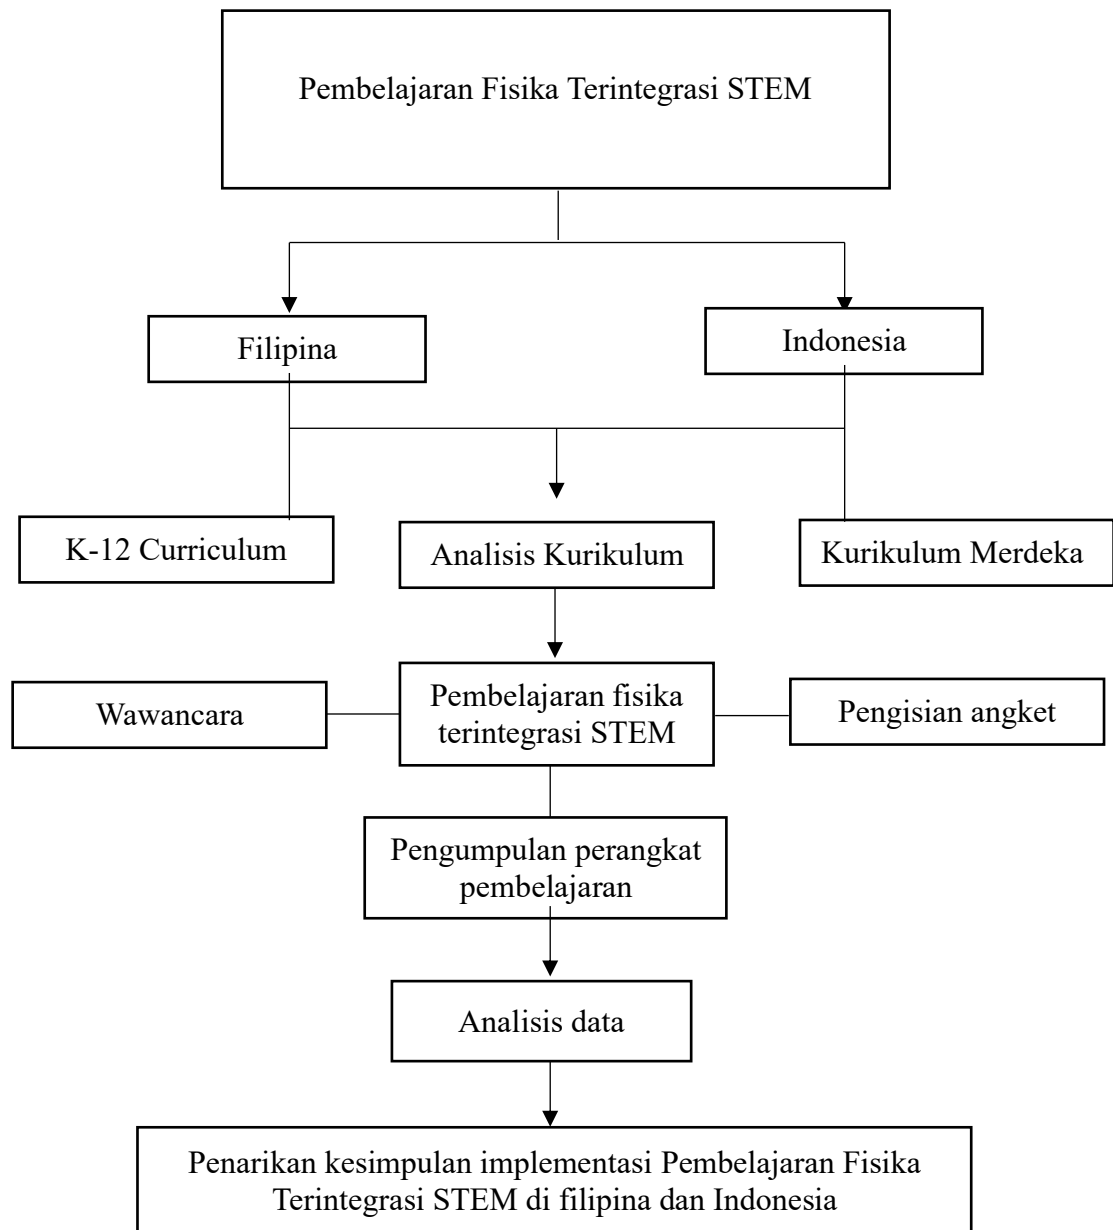 Pembelajaran Fisika Terintegrasi STEM
Filipina
Indonesia
K-12 Curriculum
Analisis Kurikulum
Kurikulum Merdeka
Wawancara
Pembelajaran fisika
terintegrasi STEM
Pengisian angket
Pengumpulan perangkat
pembelajaran
Analisis data
Penarikan kesimpulan implementasi Pembelajaran Fisika
Terintegrasi STEM di filipina dan Indonesia